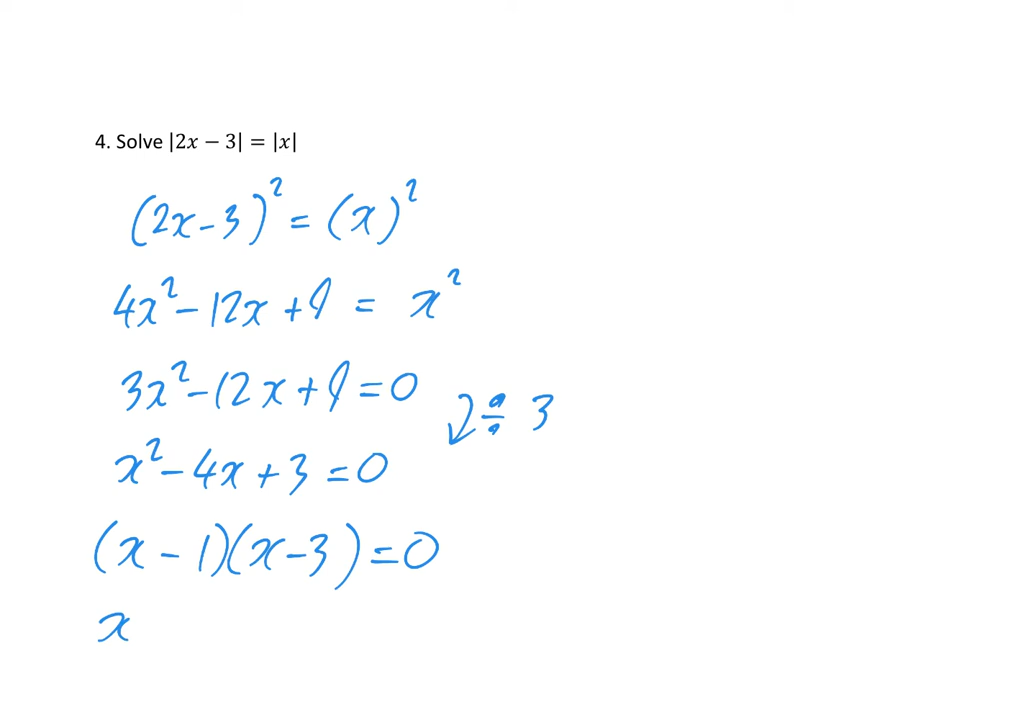 4. Solve |2x − 3| = |x|
(2x-3)² = (x)²
4x²-12x+9 = x²
3x²-12x+9=0
÷ 3
x²-4x+3=0
(x-1)(x-3)=0
x